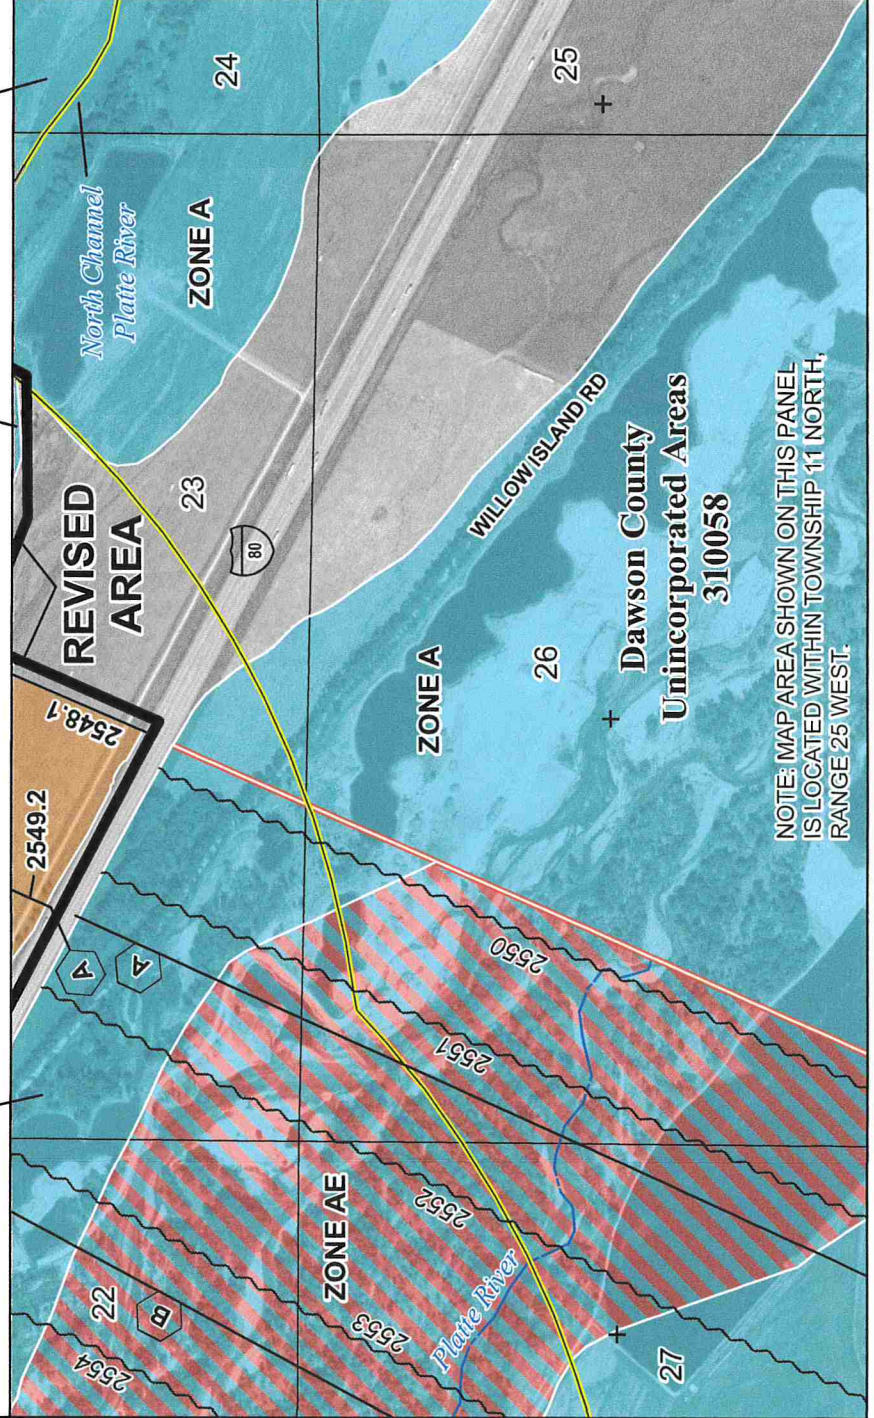 24
25
North Channel
Platte River
ZONE A
23
REVISED
AREA
80
WILLOW ISLAND RD
Dawson County
Unincorporated Areas
310058
NOTE: MAP AREA SHOWN ON THIS PANEL
IS LOCATED WITHIN TOWNSHIP 11 NORTH,
RANGE 25 WEST.
ZONE A
26
2548.1
2549.2
A
A
2550
2551
2552
ZONE AE
22
B
2553
2554
Platte River
27